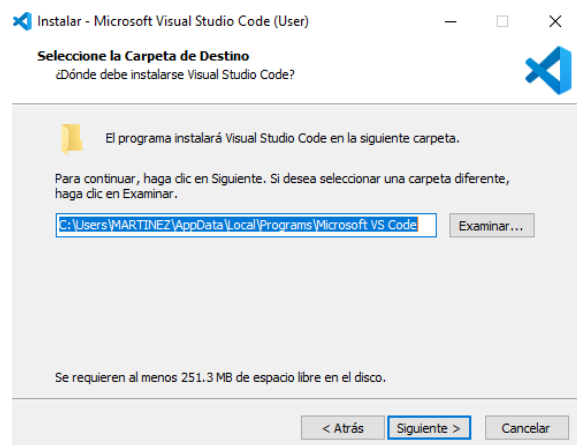 Instalar - Microsoft Visual Studio Code (User)
Seleccione la Carpeta de Destino
¿Dónde debe instalarse Visual Studio Code?
El programa instalará Visual Studio Code en la siguiente carpeta.
Para continuar, haga clic en Siguiente. Si desea seleccionar una carpeta diferente,
haga clic en Examinar.
C:\Users\MARTINEZ\AppData\Local\Programs\Microsoft VS Code
Examinar...
Se requieren al menos 251.3 MB de espacio libre en el disco.
< Atrás
Siguiente >
Cancelar